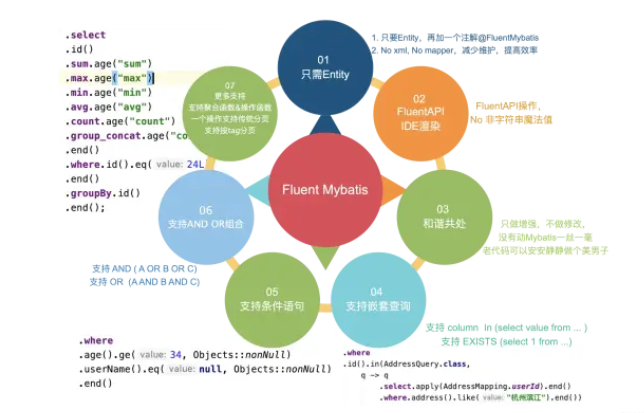 .select
.id()
.sum.age("sum")
.max.age("max")
.min.age("min")
.avg.age("avg")
.count.age("count")
.group_concat.age("co
.end()
.where.id().eq( value: 24L
.end()
.groupBy.id()
.end();
01
只需Entity
1. 只要Entity，再加一个注解@FluentMybatis
2. No xml, No mapper，减少维护，提高效率
02
FluentAPI
IDE渲染
FluentAPI操作，
No 非字符串魔法值
03
和谐共处
只做增强，不做修改，
没有动Mybatis一丝一毫
老代码可以安安静静做个美男子
04
支持嵌套查询
支持 column in (select value from ... )
支持 EXISTS (select 1 from ...)
05
支持条件语句
06
支持AND OR组合
支持 AND ( A OR B OR C)
支持 OR (A AND B AND C)
07
更多支持
支持聚合函数&操作函数
一个操作支持传统分页
支持按tag分页
Fluent Mybatis
.where
.age().ge( value: 34, Objects::nonNull)
.userName().eq( value: null, Objects::nonNull)
.end()
.where
.id().in(AddressQuery.class,
q -> q
.select.apply(AddressMapping.userId).end()
.where.address().like( value: "杭州滨江").end())